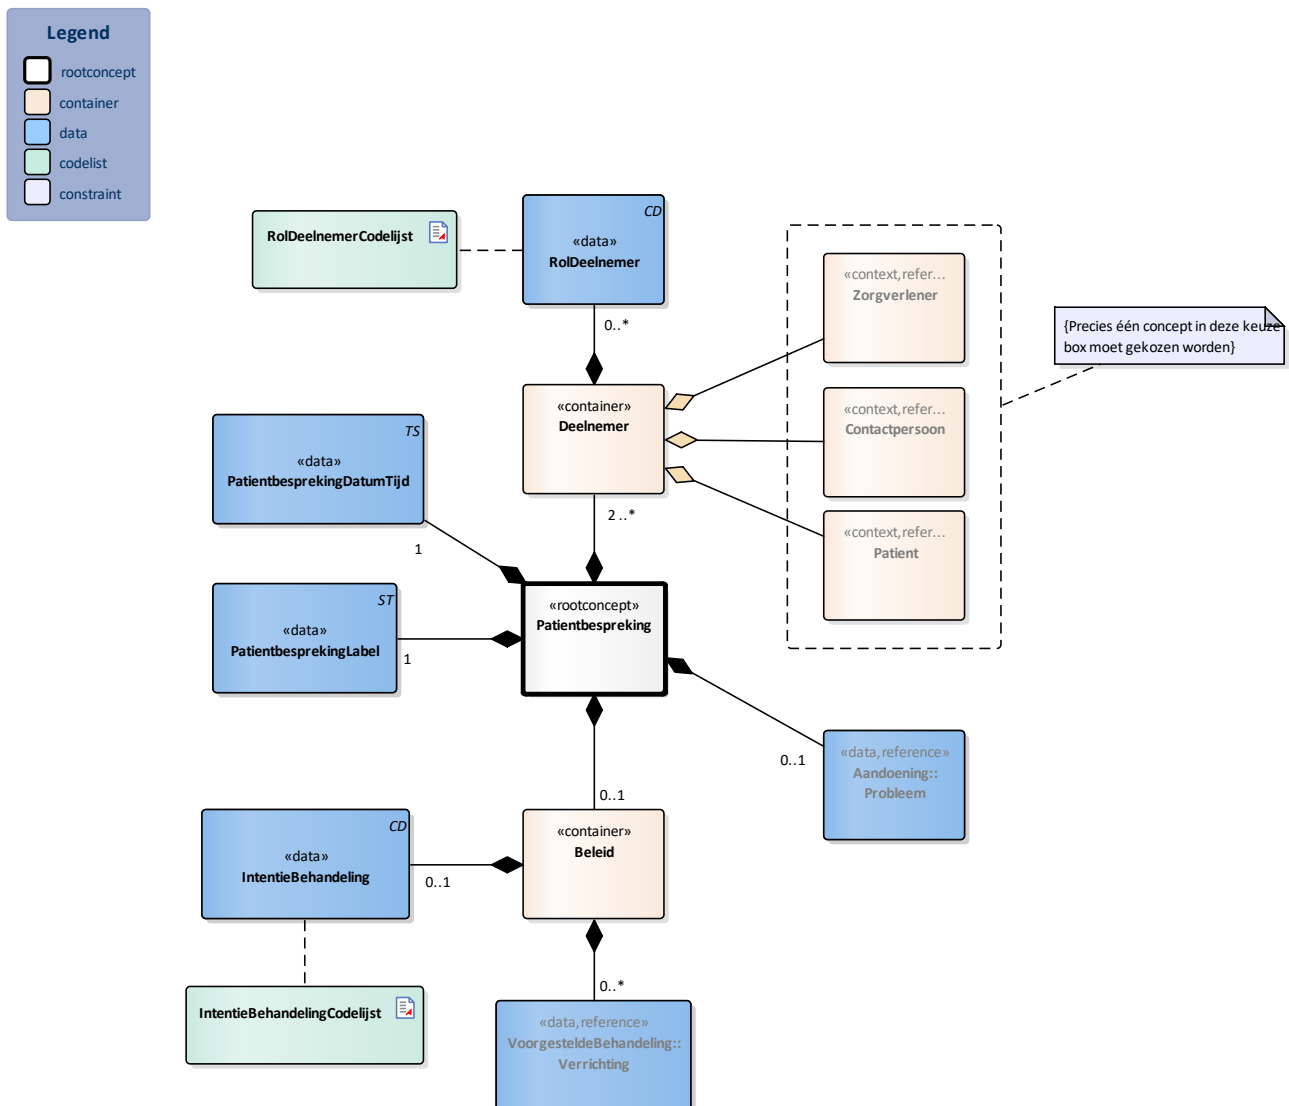 Legend
rootconcept
container
data
codelist
constraint
RolDeelnemerCodelijst
CD
«data»
RolDeelnemer
0..*
«context,refer...
Zorgverlener
{Precies één concept in deze keuze
box moet gekozen worden}
«container»
Deelnemer
«context,refer...
Contactpersoon
TS
«data»
PatientbesprekingDatumTijd
2..*
«context,refer...
Patient
1
ST
«data»
PatientbesprekingLabel
1
«rootconcept»
Patientbespreking
0..1
«data,reference»
Aandoening::
Probleem
0..1
CD
«data»
IntentieBehandeling
0..1
«container»
Beleid
0..*
IntentieBehandelingCodelijst
«data,reference»
VoorgesteldeBehandeling::
Verrichting